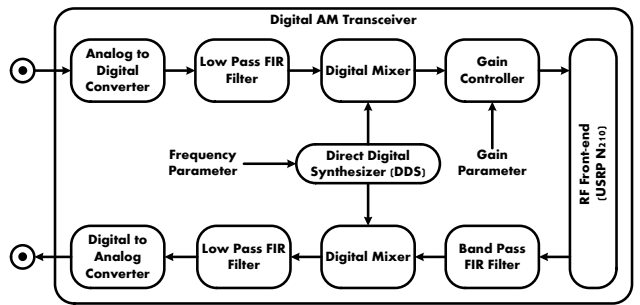 Digital AM Transceiver
Analog to
Digital
Converter
Low Pass FIR
Filter
Digital Mixer
Gain
Controller
RF Front-end
(USRP N210)
Frequency
Parameter
Direct Digital
Synthesizer (DDS)
Gain
Parameter
Digital to
Analog
Converter
Low Pass FIR
Filter
Digital Mixer
Band Pass
FIR Filter